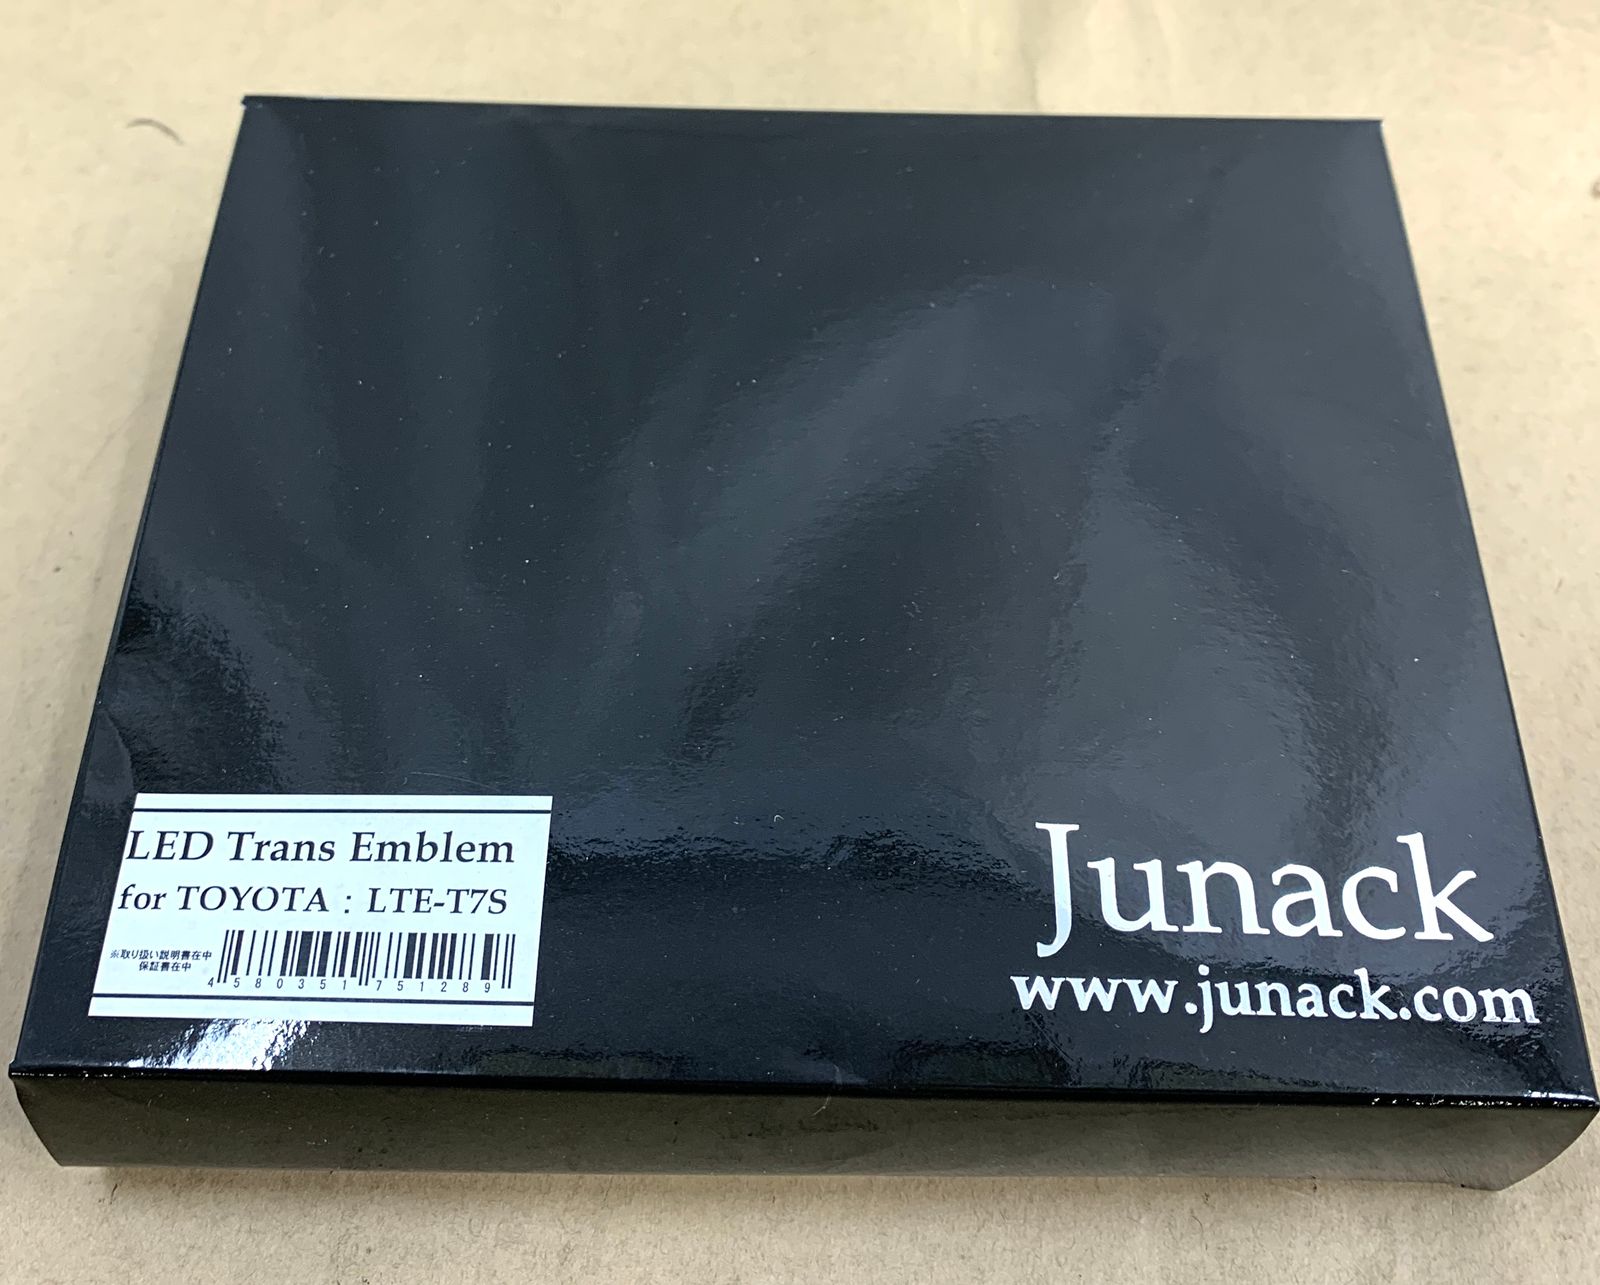 LED Trans Emblem
for TOYOTA : LTE-T7S
※取り扱い説明書在中
保証書在中
4580351751289
Junack
www.junack.com